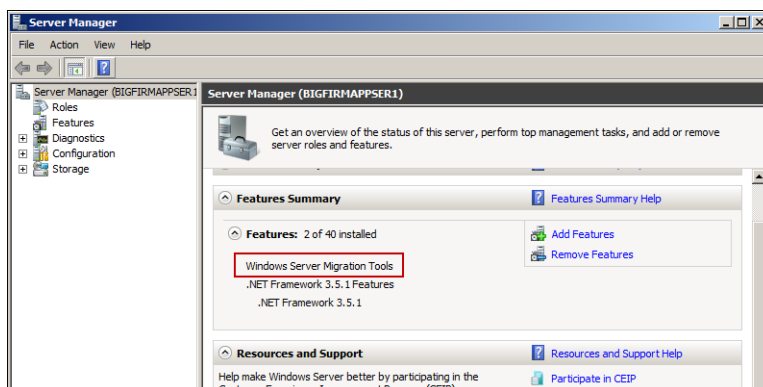 Server Manager
File Action View Help
Server Manager (BIGFIRMAPPSER1
Roles
Features
Diagnostics
Configuration
Storage
Server Manager (BIGFIRMAPPSER1)
Get an overview of the status of this server, perform top management tasks, and add or remove
server roles and features.
Features Summary
Features Summary Help
Features: 2 of 40 installed
Add Features
Remove Features
Windows Server Migration Tools
.NET Framework 3.5.1 Features
.NET Framework 3.5.1
Resources and Support
Resources and Support Help
Help make Windows Server better by participating in the
Participate in CEIP